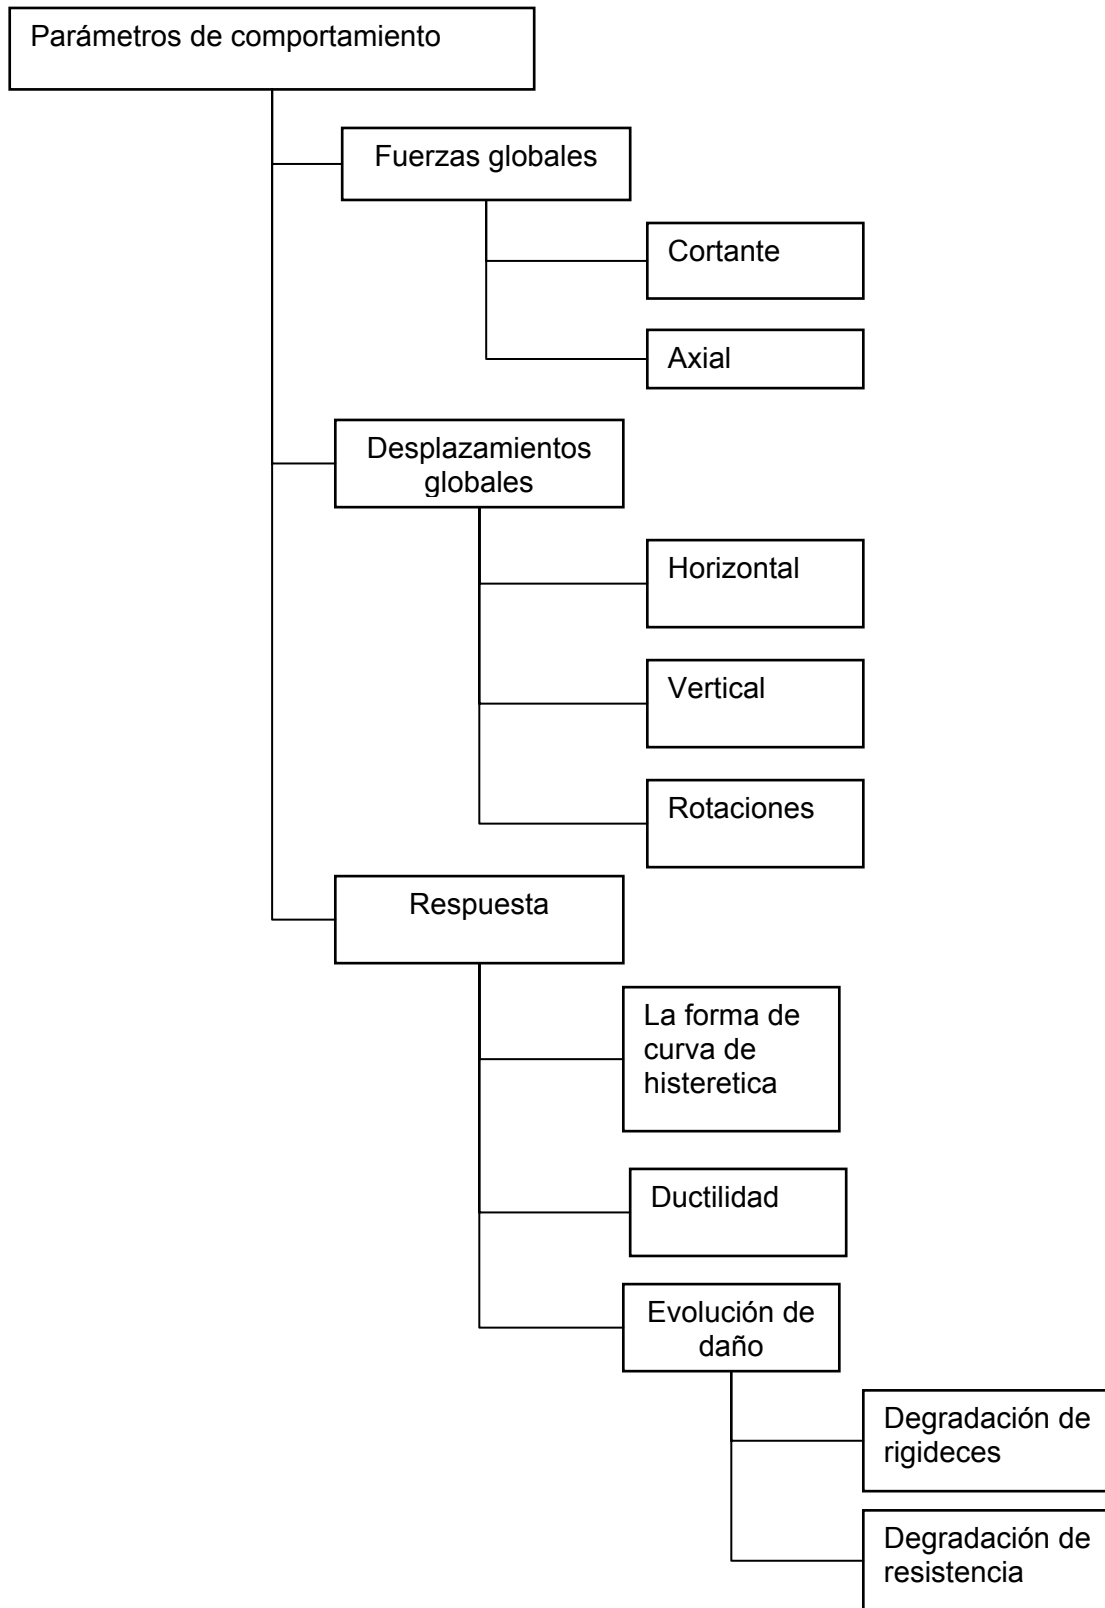 Parámetros de comportamiento
Fuerzas globales
Cortante
Axial
Desplazamientos
globales
Horizontal
Vertical
Rotaciones
Respuesta
La forma de
curva de
histeretica
Ductilidad
Evolución de
daño
Degradación de
rigideces
Degradación de
resistencia